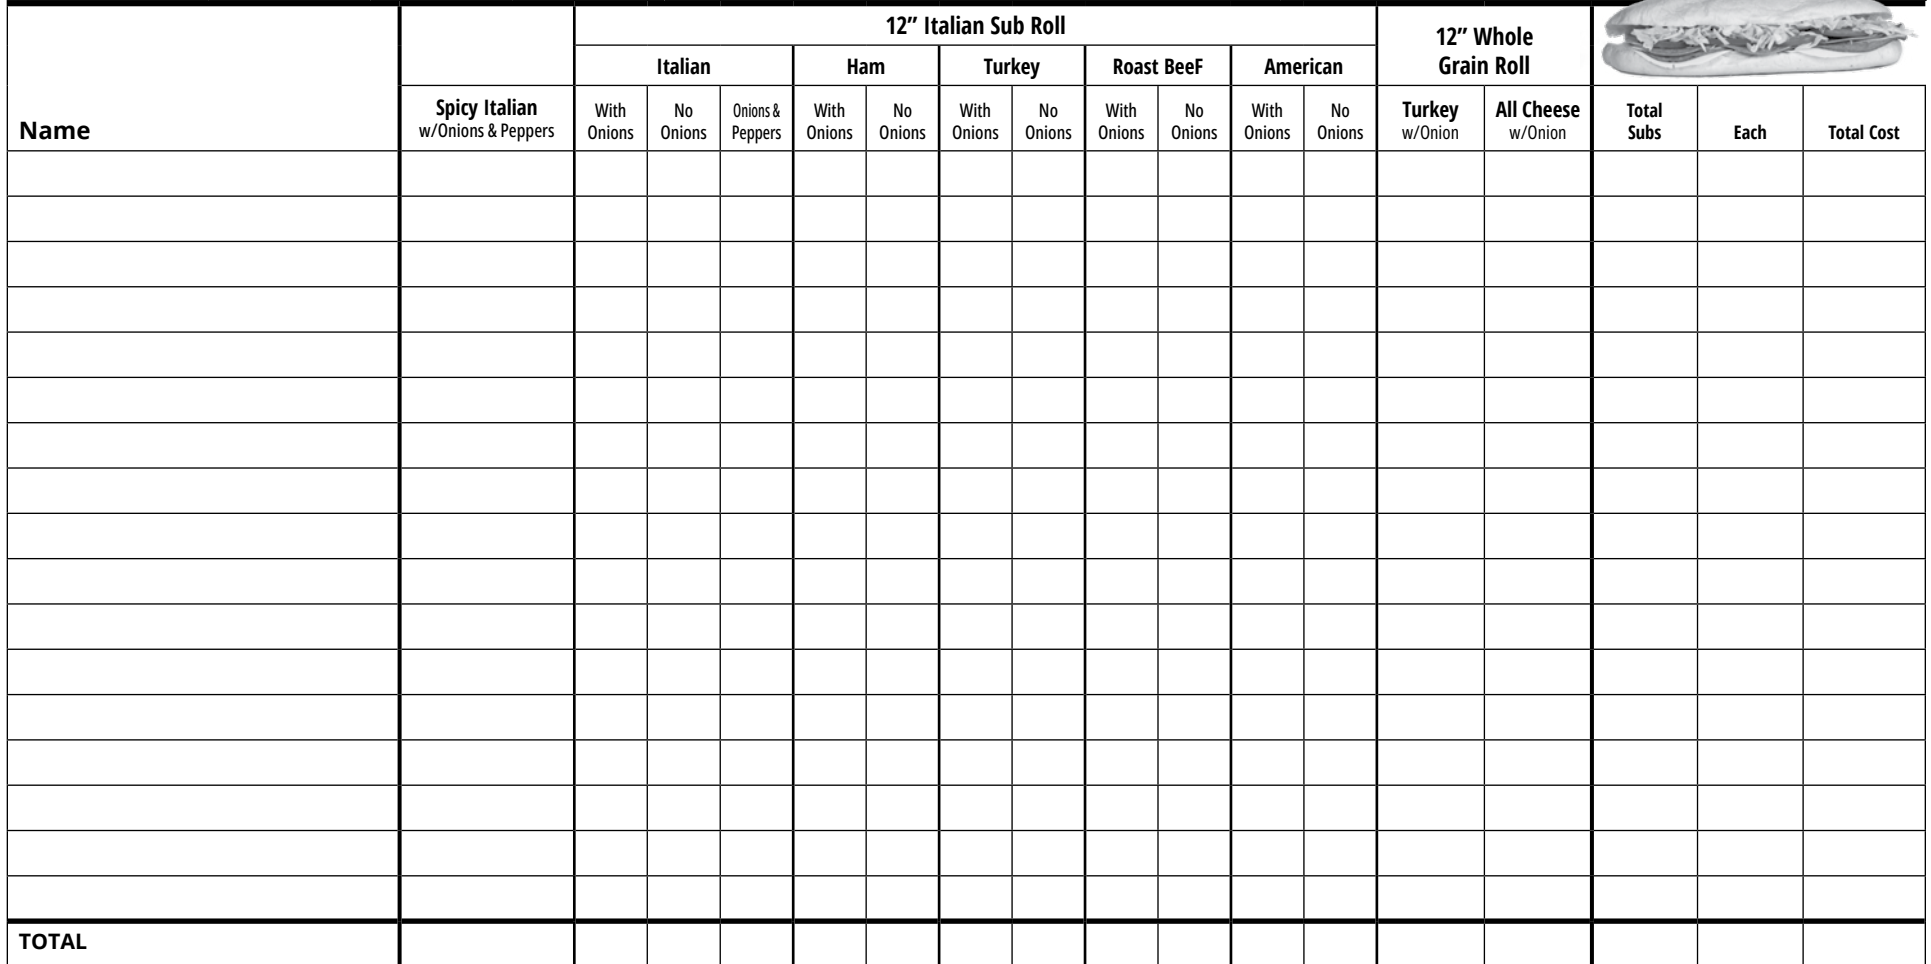 12” Italian Sub Roll
12” Whole
Grain Roll
Italian
Ham
Turkey
Roast BeeF
American
Name
Spicy Italian
w/Onions & Peppers
With
Onions
No
Onions
Onions &
Peppers
With
Onions
No
Onions
With
Onions
No
Onions
With
Onions
No
Onions
With
Onions
No
Onions
Turkey
w/Onion
All Cheese
w/Onion
Total
Subs
Each
Total Cost
TOTAL